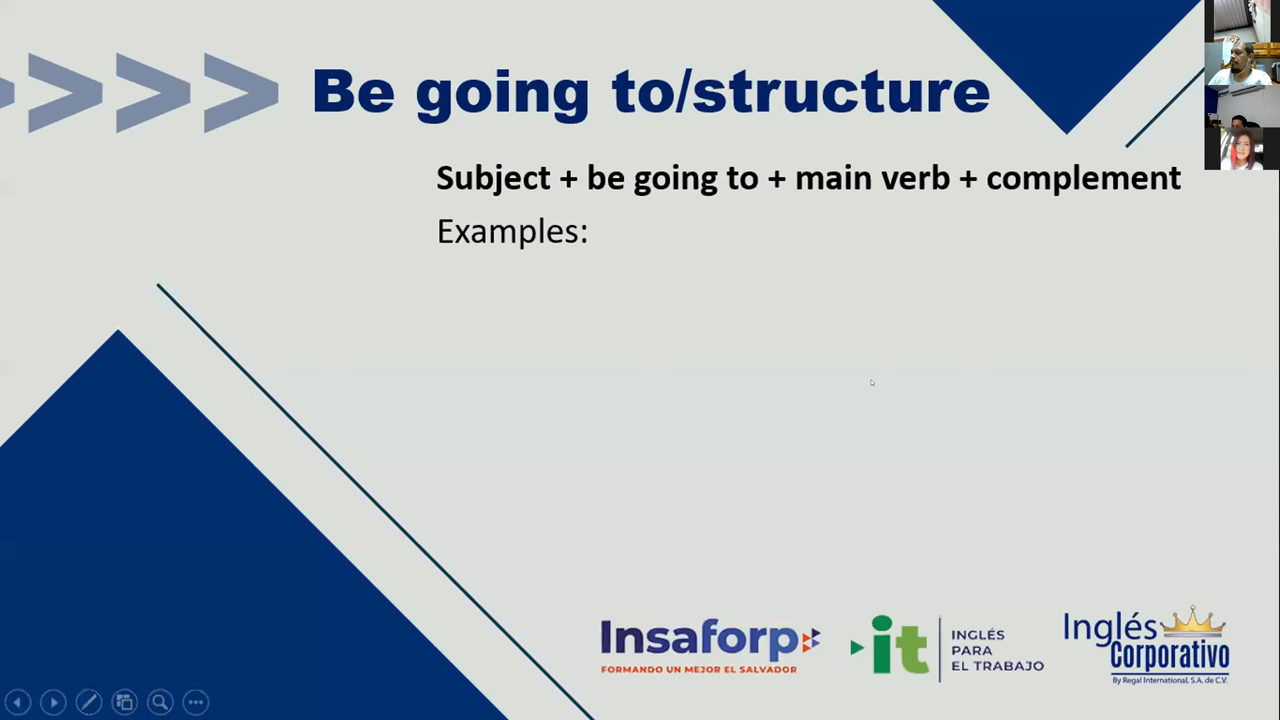 Be going to/structure
Subject + be going to + main verb + complement
Examples:
Insaforp
FORMANDO UN MEJOR EL SALVADOR
it
INGLÉS
PARA
EL TRABAJO
Inglés
Corporativo
By Regal International, S.A. de C.V.